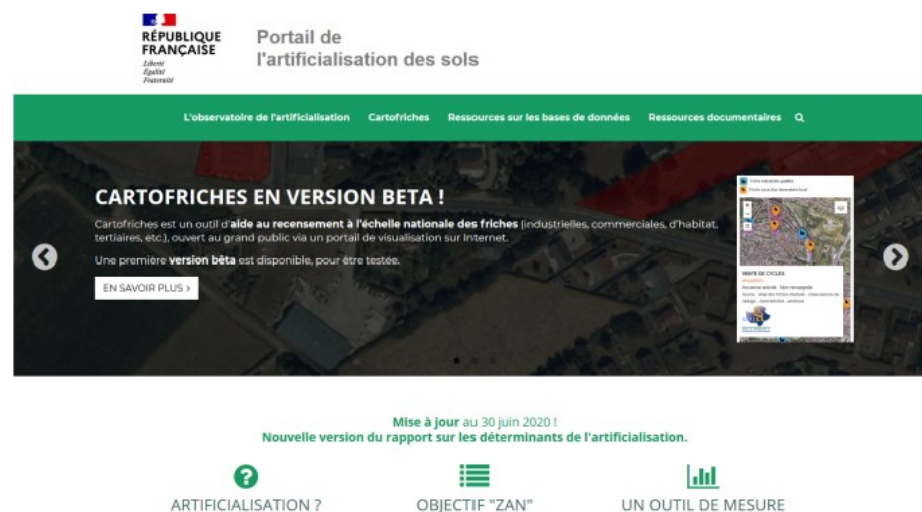 RÉPUBLIQUE
FRANÇAISE
Liberté
Égalité
Fraternité
Portail de
l'artificialisation des sols
L'observatoire de l'artificialisation Cartofriches Ressources sur les bases de données Ressources documentaires
CARTOFRICHES EN VERSION BETA !
Cartofriches est un outil d'aide au recensement à l'échelle nationale des friches (industrielles, commerciales, d'habitat,
tertiaires, etc.), ouvert au grand public via un portail de visualisation sur Internet.
Une première version bêta est disponible, pour être testée.
EN SAVOIR PLUS >
VENTE DE CYCLES
Mise à jour au 30 juin 2020 !
Nouvelle version du rapport sur les déterminants de l'artificialisation.
ARTIFICIALISATION ?
OBJECTIF "ZAN"
UN OUTIL DE MESURE